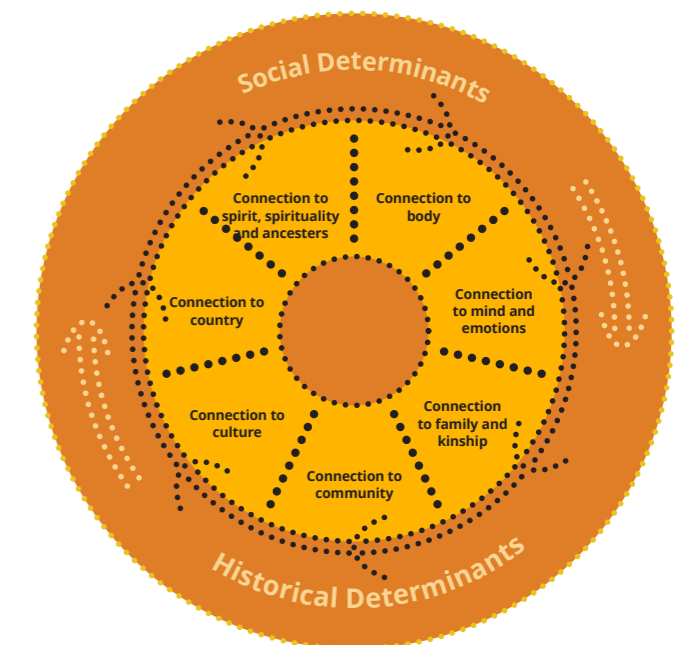 Social Determinants
Connection to
spirit, spirituality
and ancesters
Connection to
body
Connection to
country
Connection
to mind and
emotions
Connection to
culture
Connection
to family and
kinship
Connection to
community
Historical Determinants